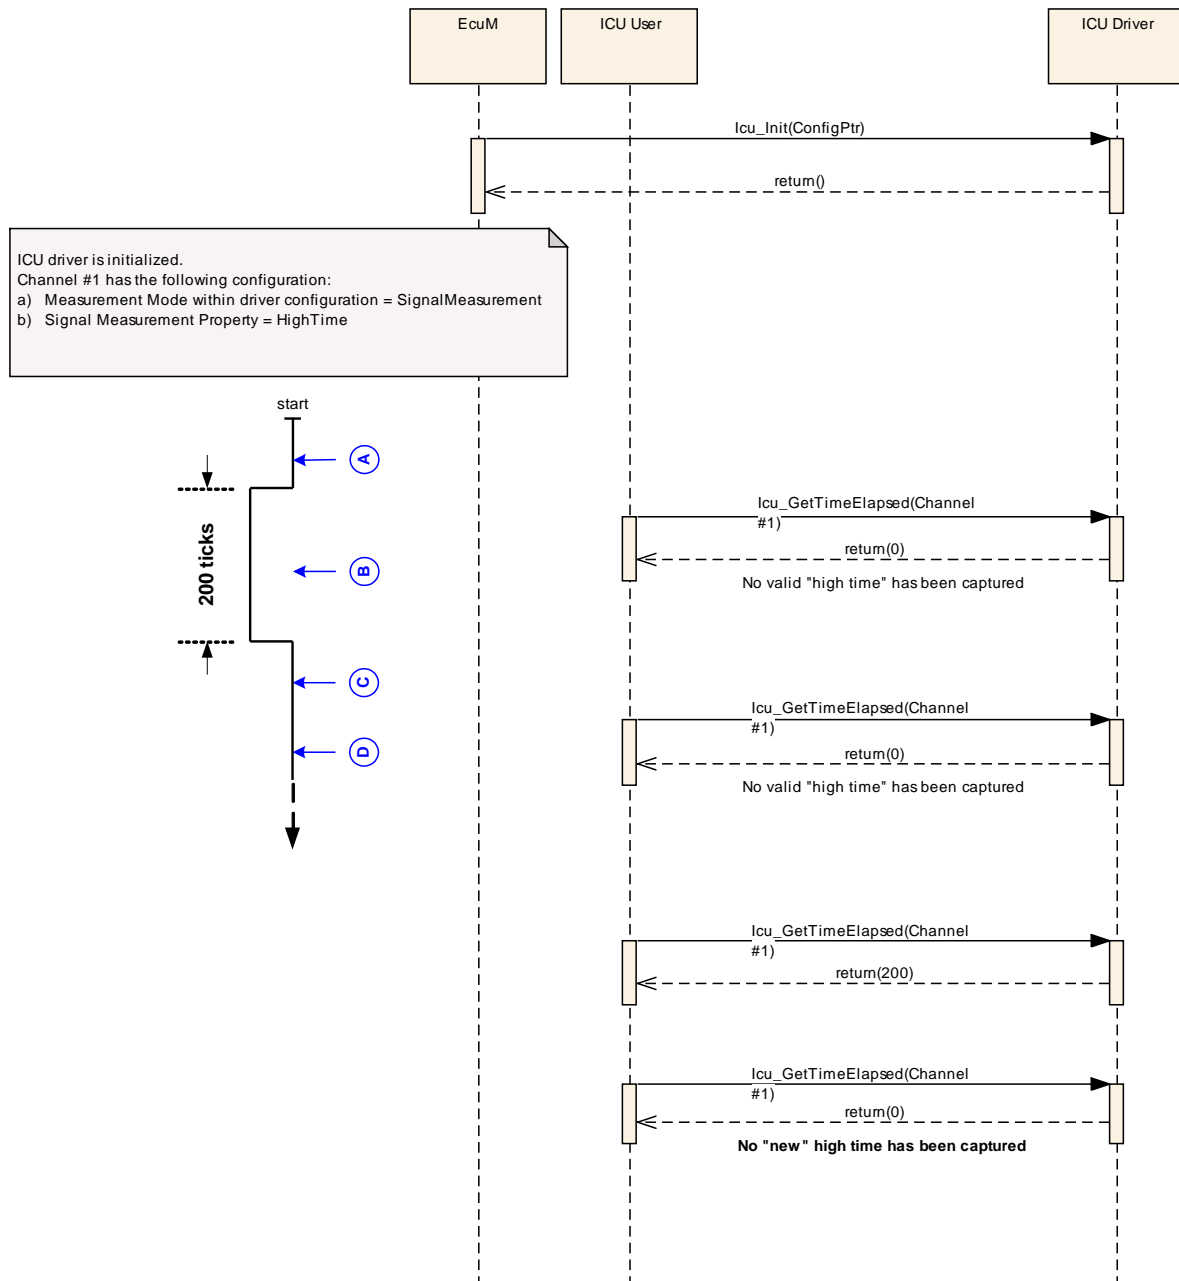 EcuM
ICU User
ICU Driver
Icu_Init(ConfigPtr)
return()
ICU driver is initialized.
Channel #1 has the following configuration:
a) Measurement Mode within driver configuration = SignalMeasurement
b) Signal Measurement Property = HighTime
start
A
200 ticks
B
C
D
Icu_GetTimeElapsed(Channel
#1)
return(0)
No valid "high time" has been captured
Icu_GetTimeElapsed(Channel
#1)
return(0)
No valid "high time" has been captured
Icu_GetTimeElapsed(Channel
#1)
return(200)
Icu_GetTimeElapsed(Channel
#1)
return(0)
No "new" high time has been captured